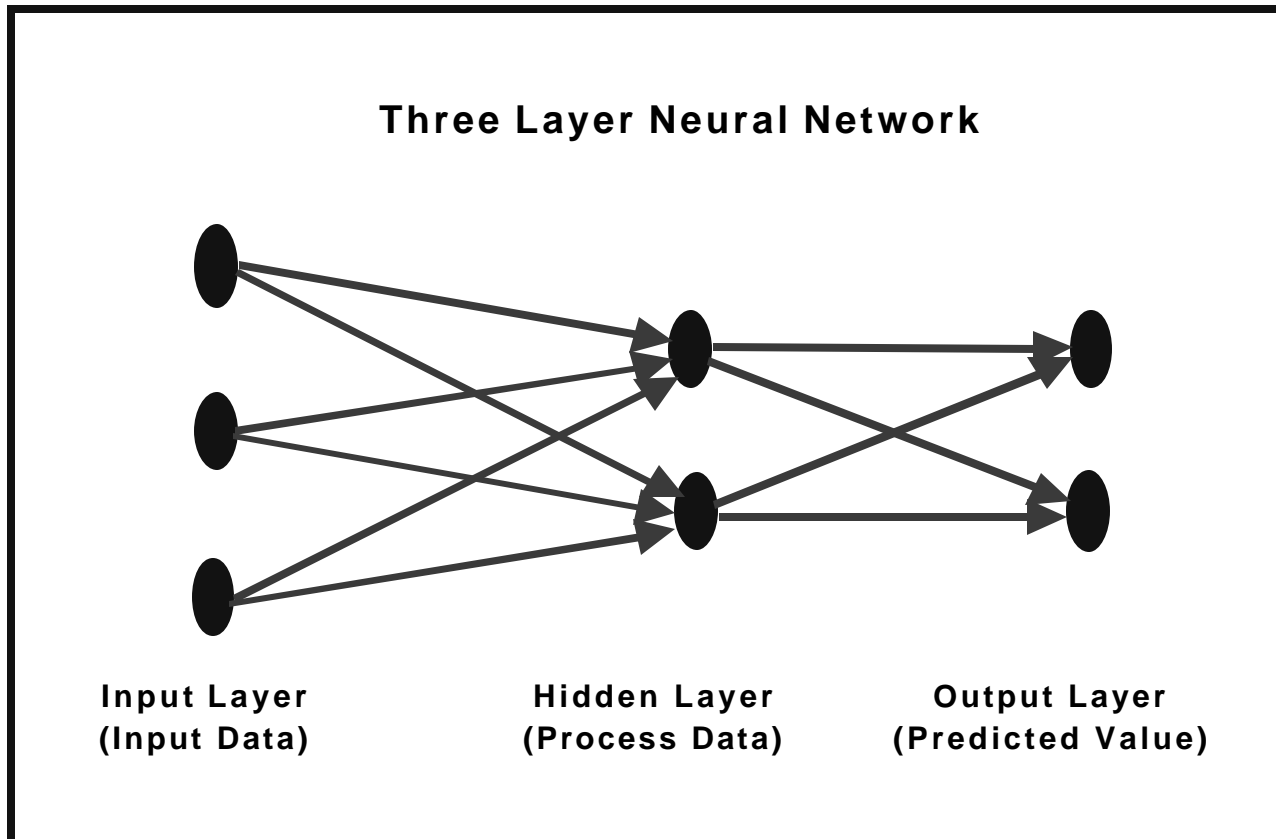 Three Layer Neural Network
Input Layer
(Input Data)
Hidden Layer
(Process Data)
Output Layer
(Predicted Value)